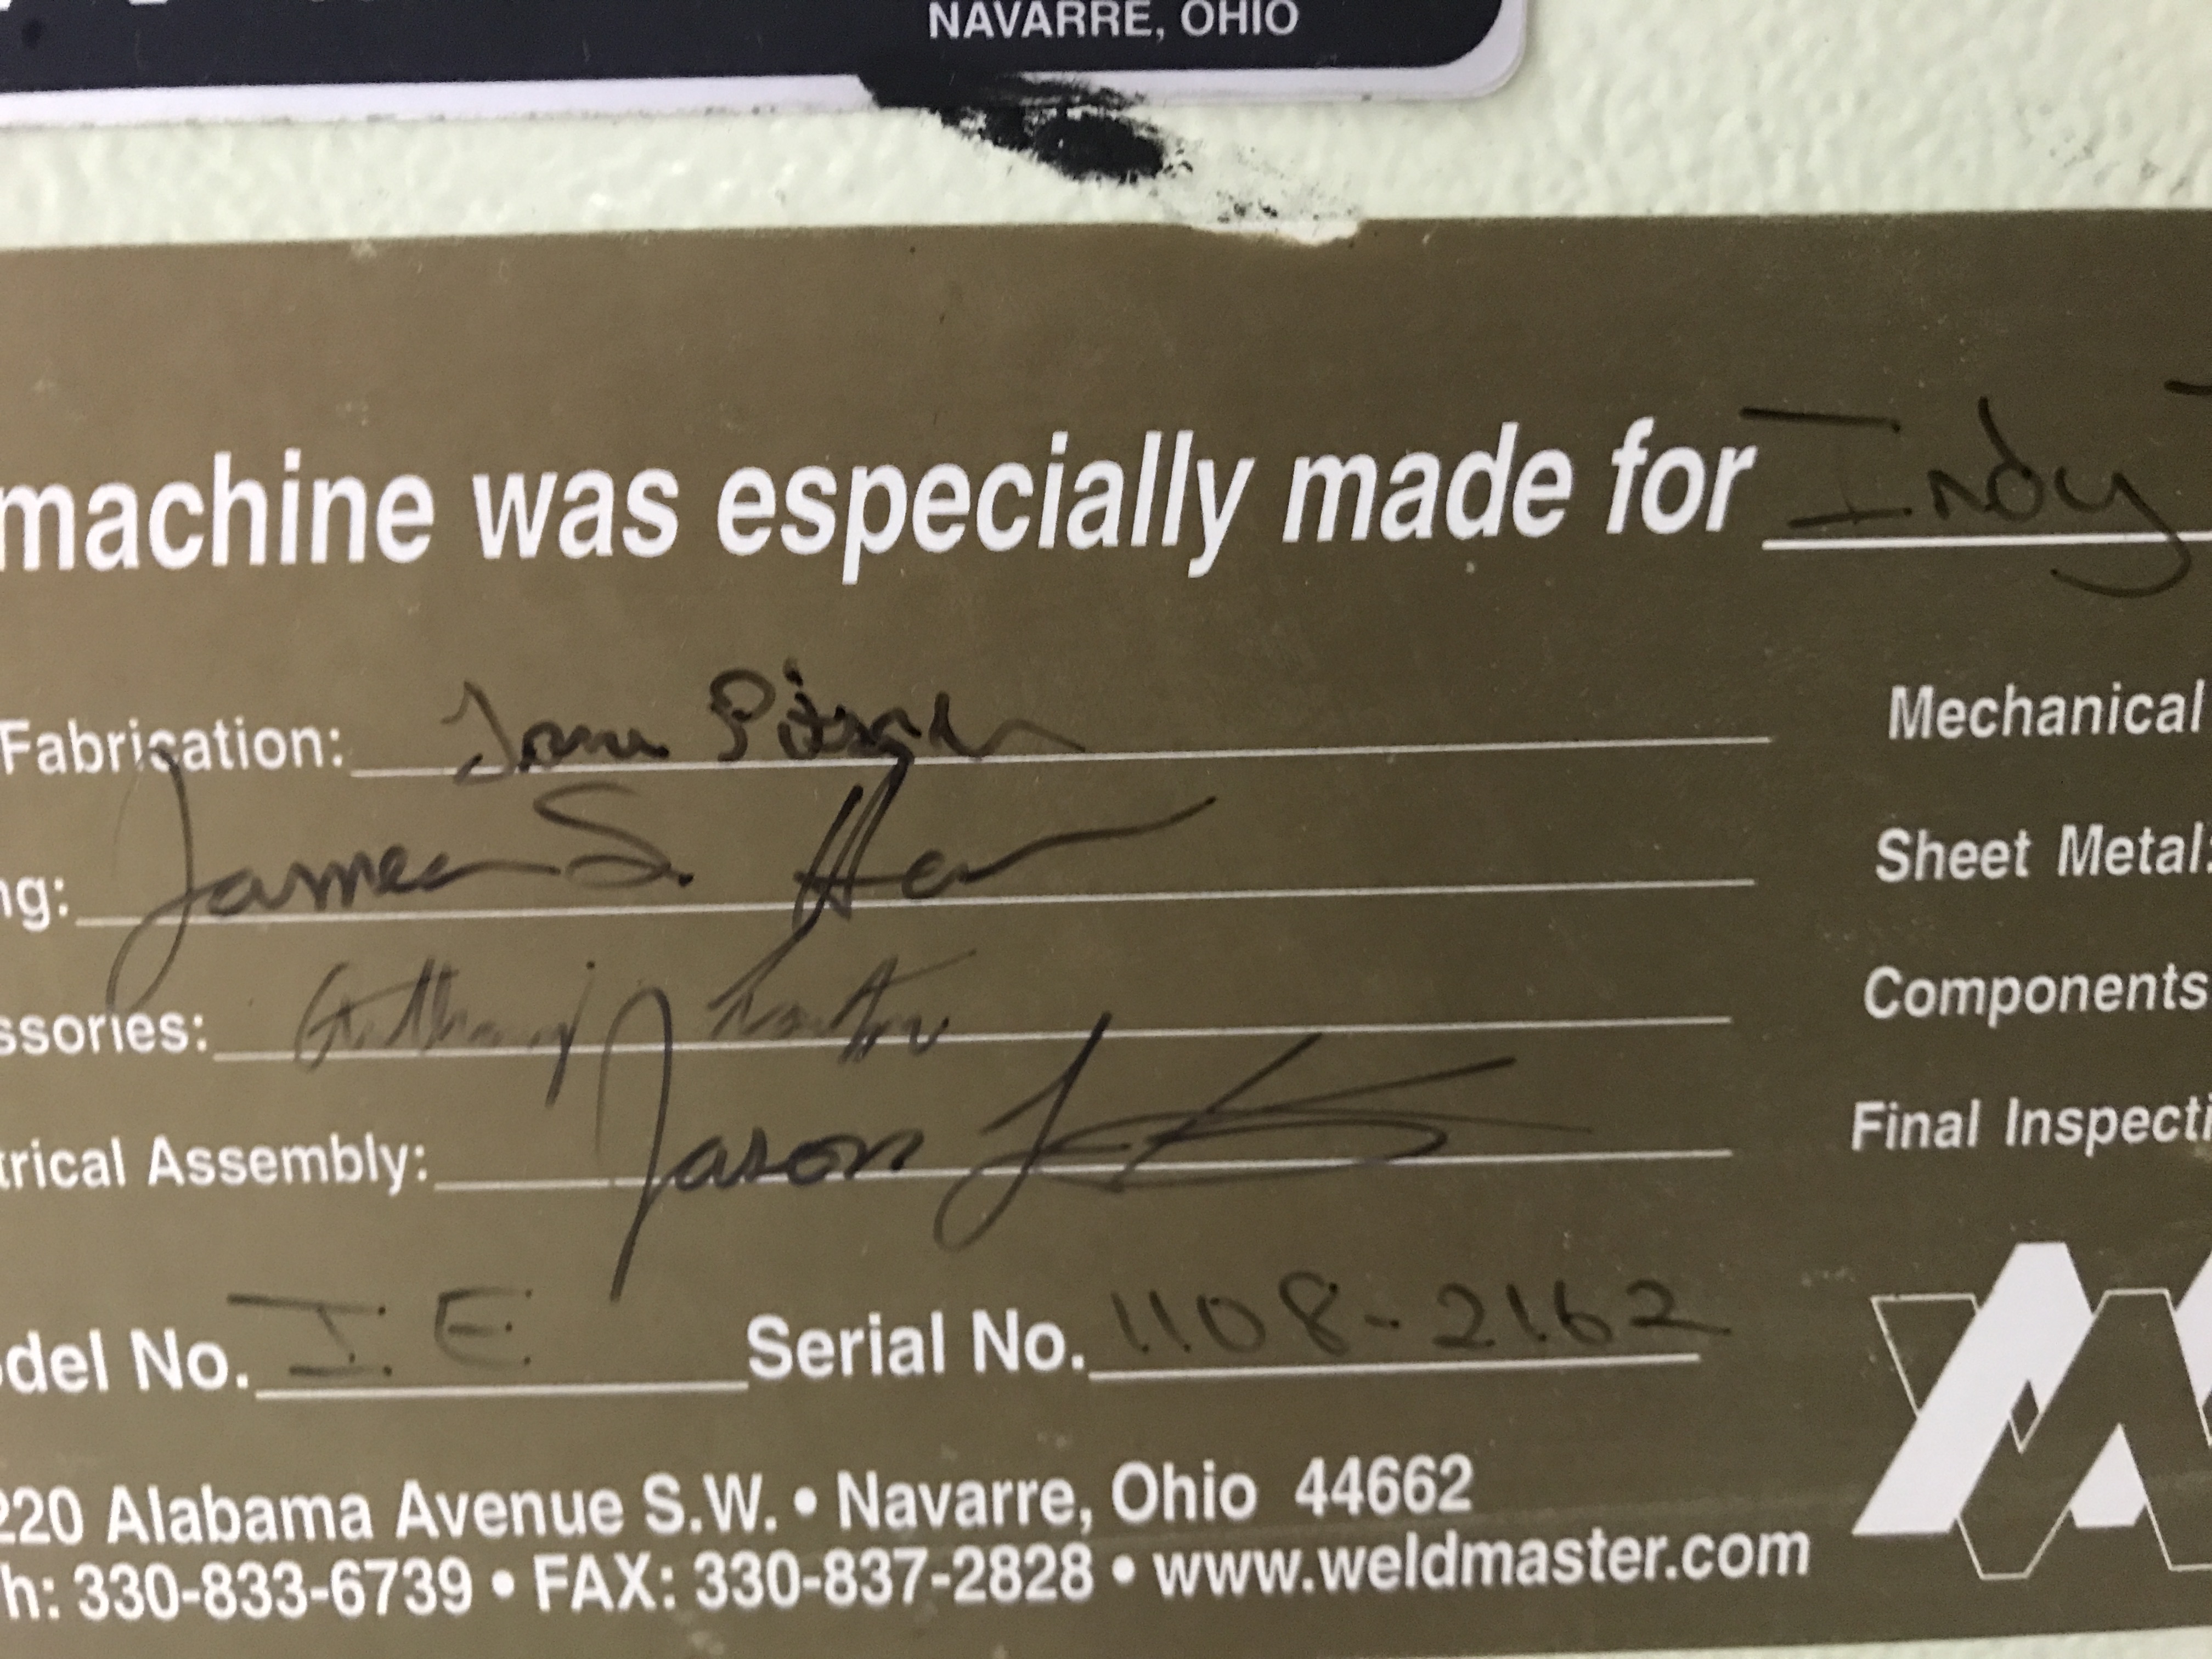 NAVARRE, OHIO
machine was especially made for Indy
Fabrication:
Mechanical
ng: James S.
Sheet Metal:
ssories: Anthony
Components
trical Assembly: Jason
Final Inspecti
del No. I E Serial No. 1108-2162
220 Alabama Avenue S.W. • Navarre, Ohio 44662
h: 330-833-6739 • FAX: 330-837-2828 • www.weldmaster.com